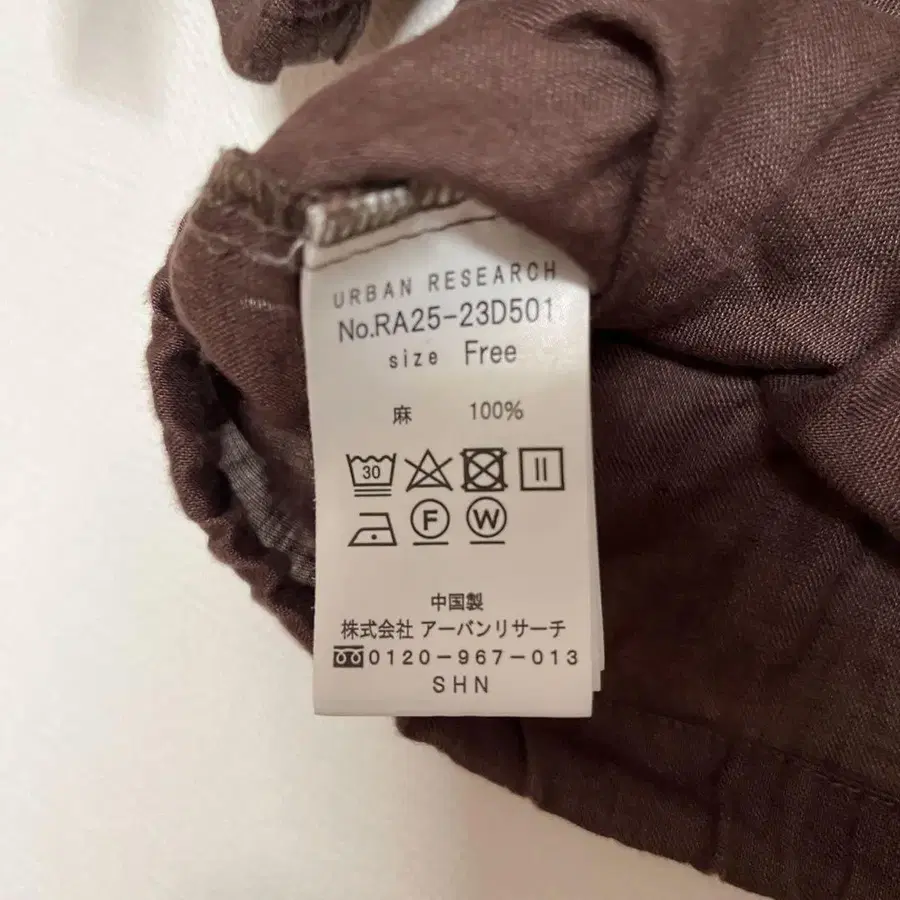 URBAN RESEARCH
No.RA25-23D501
size Free
麻 100%
30
F W
中国製
株式会社 アーバンリサーチ
0120-967-013
SHN